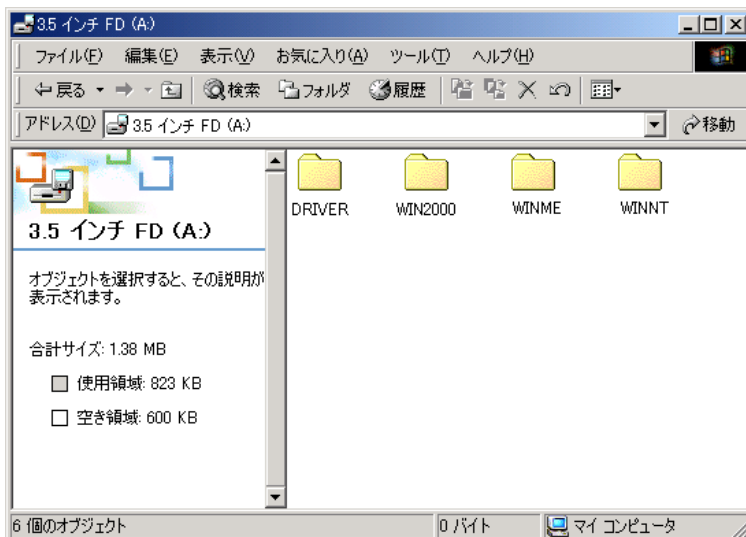 3.5 インチ FD (A:)
ファイル(F) 編集(E) 表示(V) お気に入り(A) ツール(T) ヘルプ(H)
戻る 検索 フォルダ 履歴
アドレス(D) 3.5 インチ FD (A:) 移動
3.5 インチ FD (A:)
オブジェクトを選択すると、その説明が
表示されます。
合計サイズ: 1.38 MB
使用領域: 823 KB
空き領域: 600 KB
DRIVER WIN2000 WINME WINNT
6 個のオブジェクト 0 バイト マイ コンピュータ